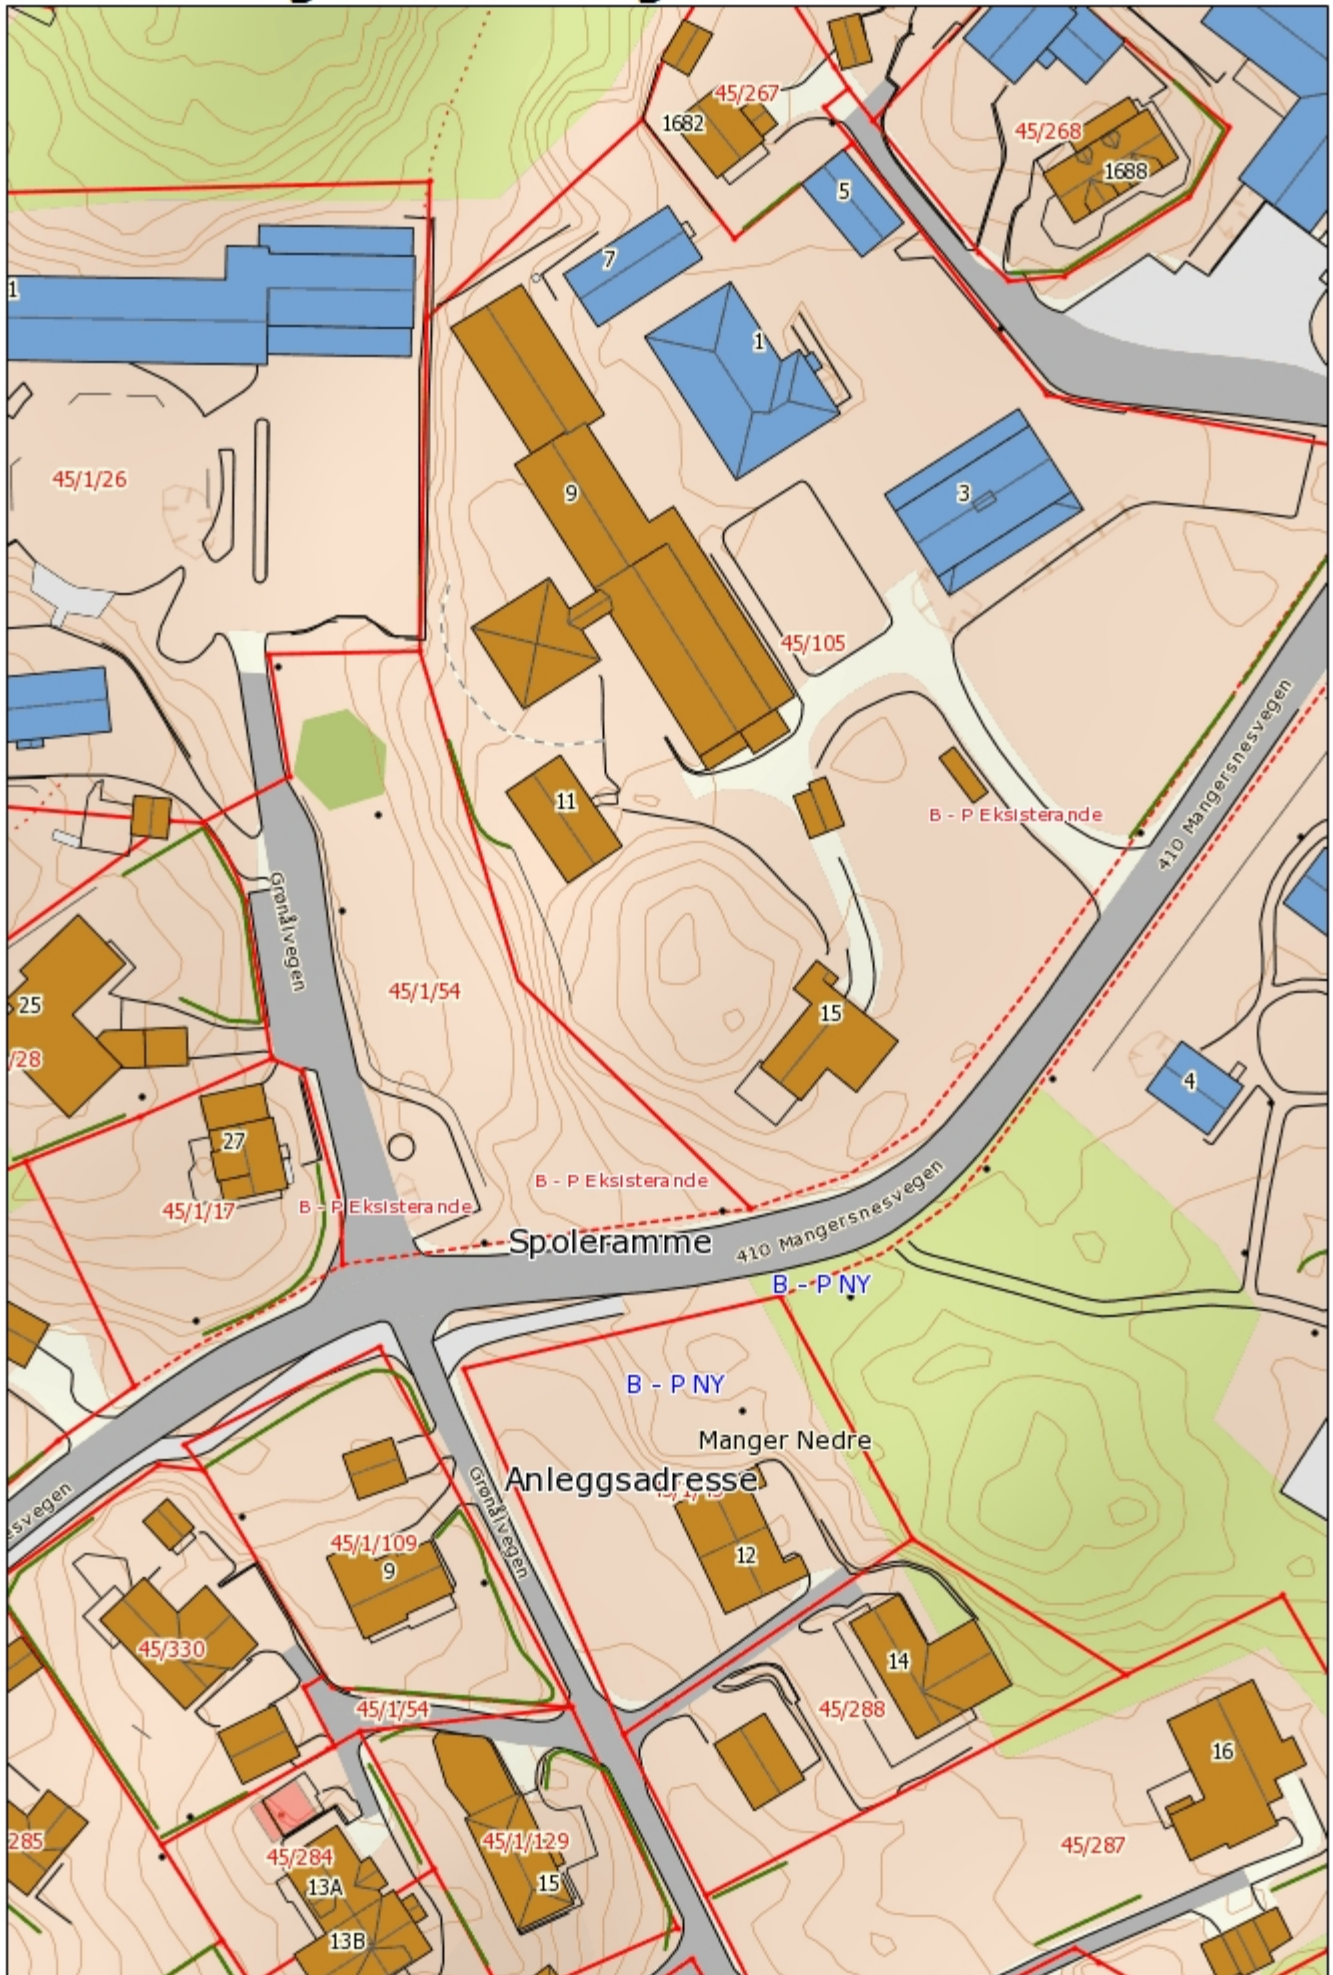 45/267
1682
45/268
1688
5
7
1
1
9
3
45/1/26
45/105
11
B - P Eksisterande
410 Mangersnesvegen
Grønålvegen
45/1/54
25
15
/28
4
27
45/1/17
B - P Eksisterande
B - P Eksisterande
Spoleramme
410 Mangersnesvegen
B - P NY
B - P NY
Manger Nedre
Anleggsadresse
Grønålvegen
esvegen
45/1/109
9
12
45/330
14
45/1/54
45/288
16
45/1/129
285
45/284
45/287
13A
15
13B